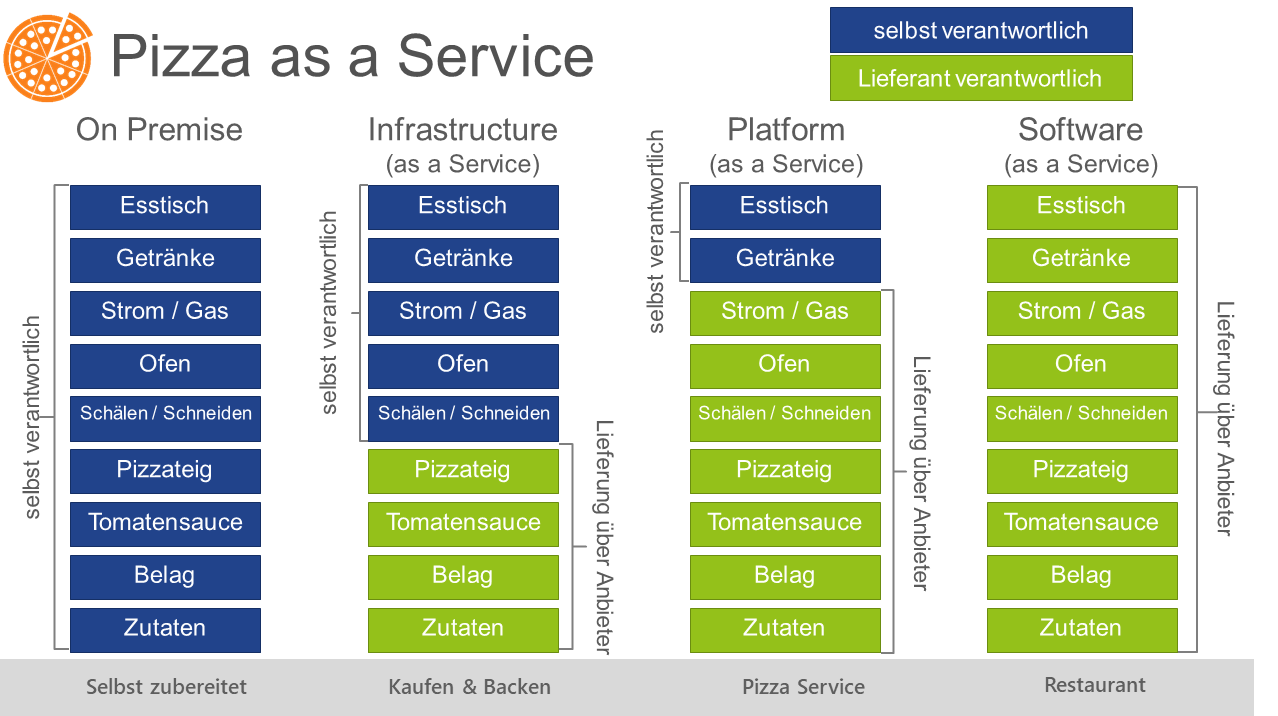 Pizza as a Service
selbst verantwortlich
Lieferant verantwortlich
On Premise
selbst verantwortlich
Esstisch
Getränke
Strom / Gas
Ofen
Schälen / Schneiden
Pizzateig
Tomatensauce
Belag
Zutaten
Selbst zubereitet
Infrastructure
(as a Service)
selbst verantwortlich
Esstisch
Getränke
Strom / Gas
Ofen
Schälen / Schneiden
Pizzateig
Tomatensauce
Belag
Zutaten
Lieferung über Anbieter
Kaufen & Backen
Platform
(as a Service)
selbst verantwortlich
Esstisch
Getränke
Strom / Gas
Ofen
Schälen / Schneiden
Pizzateig
Tomatensauce
Belag
Zutaten
Lieferung über Anbieter
Pizza Service
Software
(as a Service)
Esstisch
Getränke
Strom / Gas
Ofen
Schälen / Schneiden
Pizzateig
Tomatensauce
Belag
Zutaten
Lieferung über Anbieter
Restaurant